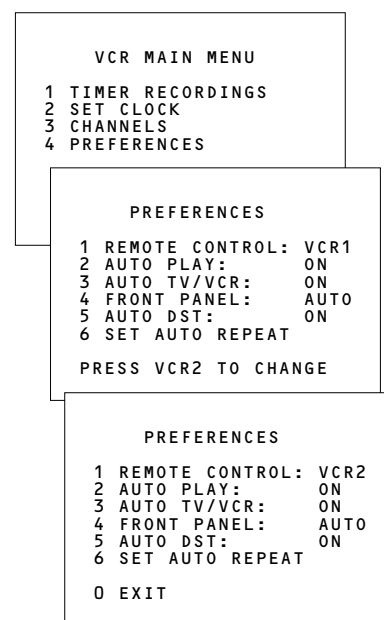 VCR MAIN MENU
1 TIMER RECORDINGS
2 SET CLOCK
3 CHANNELS
4 PREFERENCES
PREFERENCES
1 REMOTE CONTROL: VCR1
2 AUTO PLAY: ON
3 AUTO TV/VCR: ON
4 FRONT PANEL: AUTO
5 AUTO DST: ON
6 SET AUTO REPEAT
PRESS VCR2 TO CHANGE
PREFERENCES
1 REMOTE CONTROL: VCR2
2 AUTO PLAY: ON
3 AUTO TV/VCR: ON
4 FRONT PANEL: AUTO
5 AUTO DST: ON
6 SET AUTO REPEAT
0 EXIT